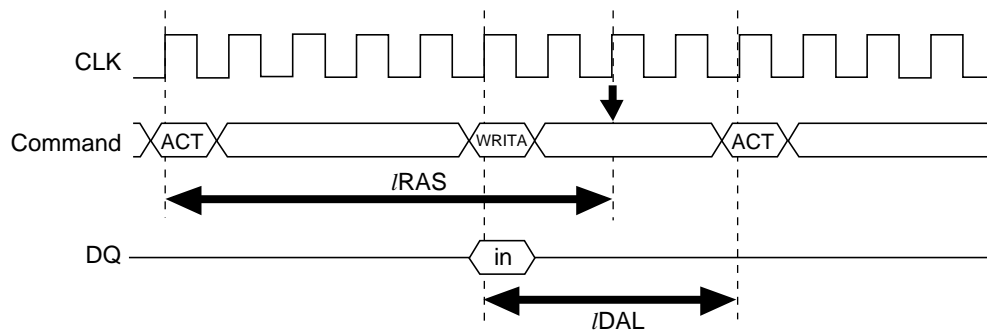 CLK
Command ACT WRITA ACT
lRAS
DQ in
lDAL